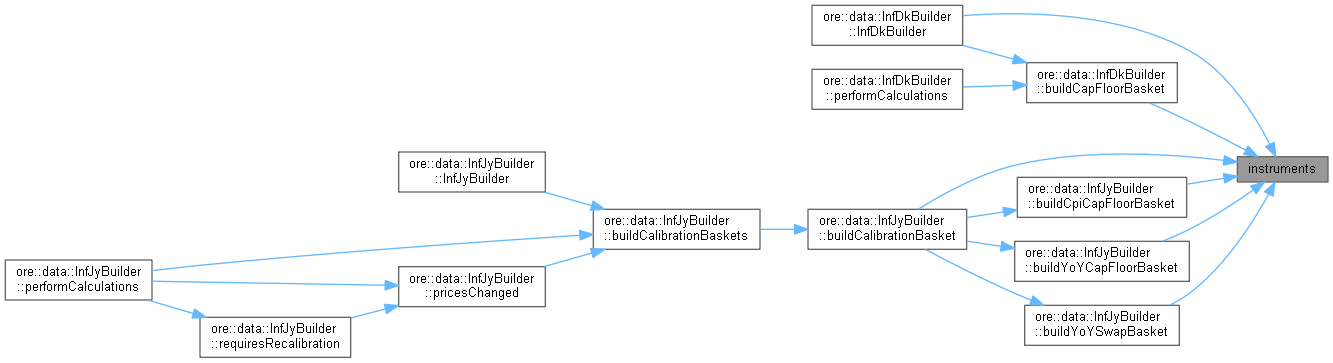 ore::data::InfDkBuilder
::InfDkBuilder
ore::data::InfDkBuilder
::performCalculations
ore::data::InfDkBuilder
::buildCapFloorBasket
instruments
ore::data::InfJyBuilder
::InfJyBuilder
ore::data::InfJyBuilder
::buildCpiCapFloorBasket
ore::data::InfJyBuilder
::buildCalibrationBaskets
ore::data::InfJyBuilder
::buildCalibrationBasket
ore::data::InfJyBuilder
::buildYoYCapFloorBasket
ore::data::InfJyBuilder
::performCalculations
ore::data::InfJyBuilder
::pricesChanged
ore::data::InfJyBuilder
::requiresRecalibration
ore::data::InfJyBuilder
::buildYoYSwapBasket